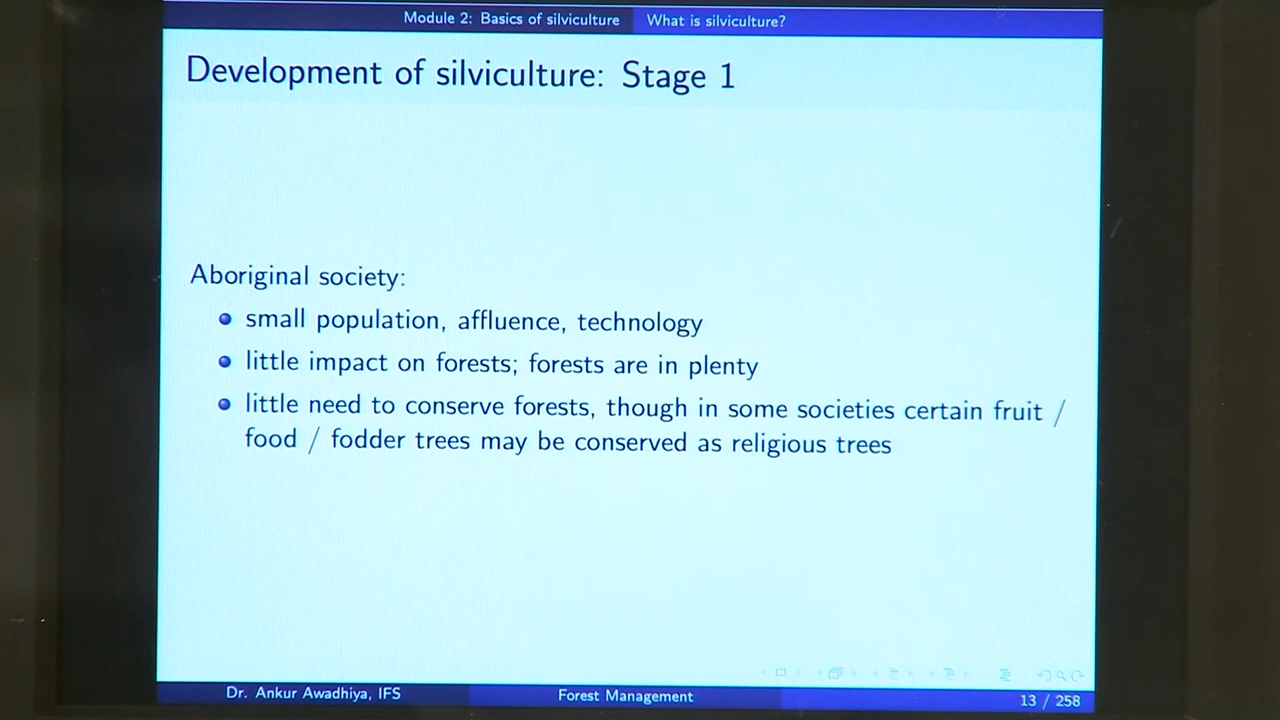 Module 2: Basics of silviculture What is silviculture?
Development of silviculture: Stage 1
Aboriginal society:
small population, affluence, technology
little impact on forests; forests are in plenty
little need to conserve forests, though in some societies certain fruit /
food / fodder trees may be conserved as religious trees
Dr. Ankur Awadhiya, IFS Forest Management 13 / 258